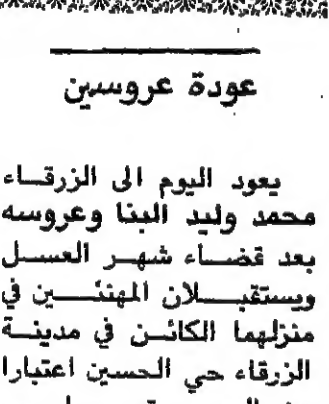 عودة عروسين
يعود اليوم الى الزرقاء
محمد وليد البنا وعروسه
بعد قضاء شهر العسل
ويستقبلان المهنئين في
منزلهما الكائن في مدينة
الزرقاء حي الحسين اعتبارا